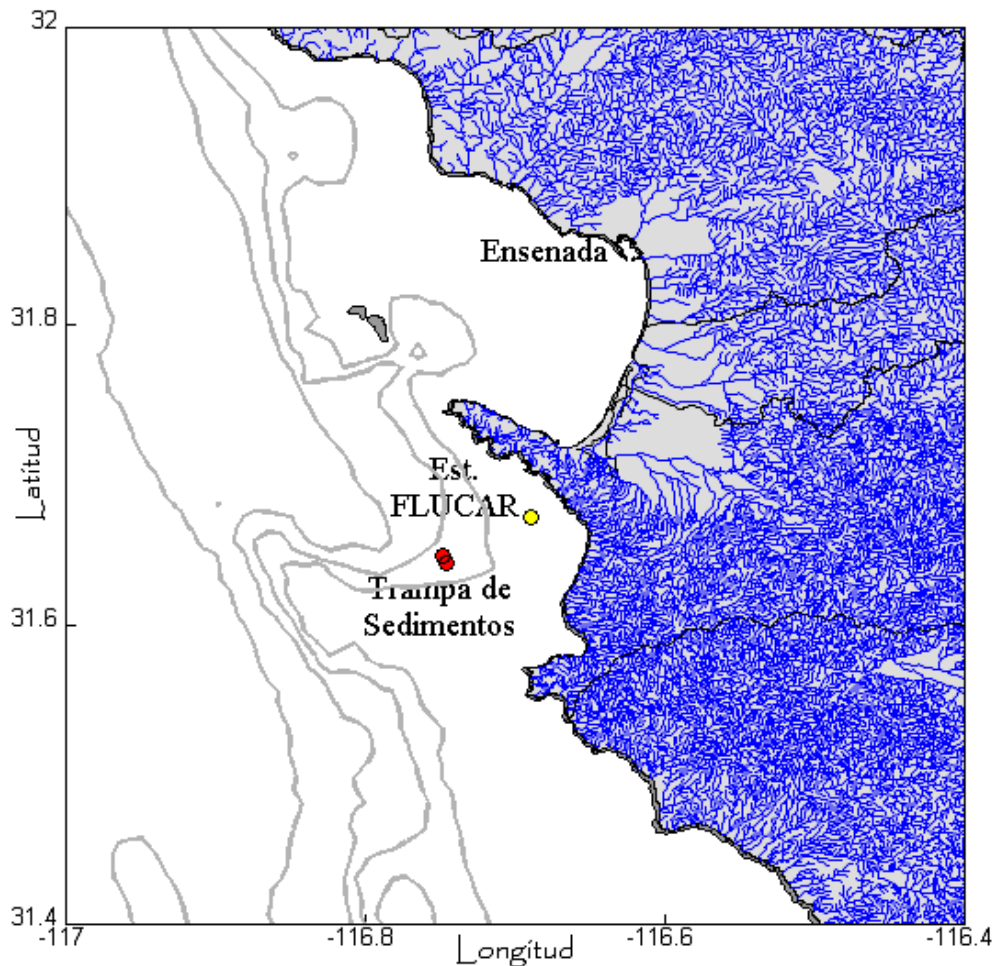 32
Ensenada
31.8
Latitud
Est.
FLUCAR
Trampa de
Sedimentos
31.6
31.4
-117
-116.8
-116.6
-116.4
Longitud